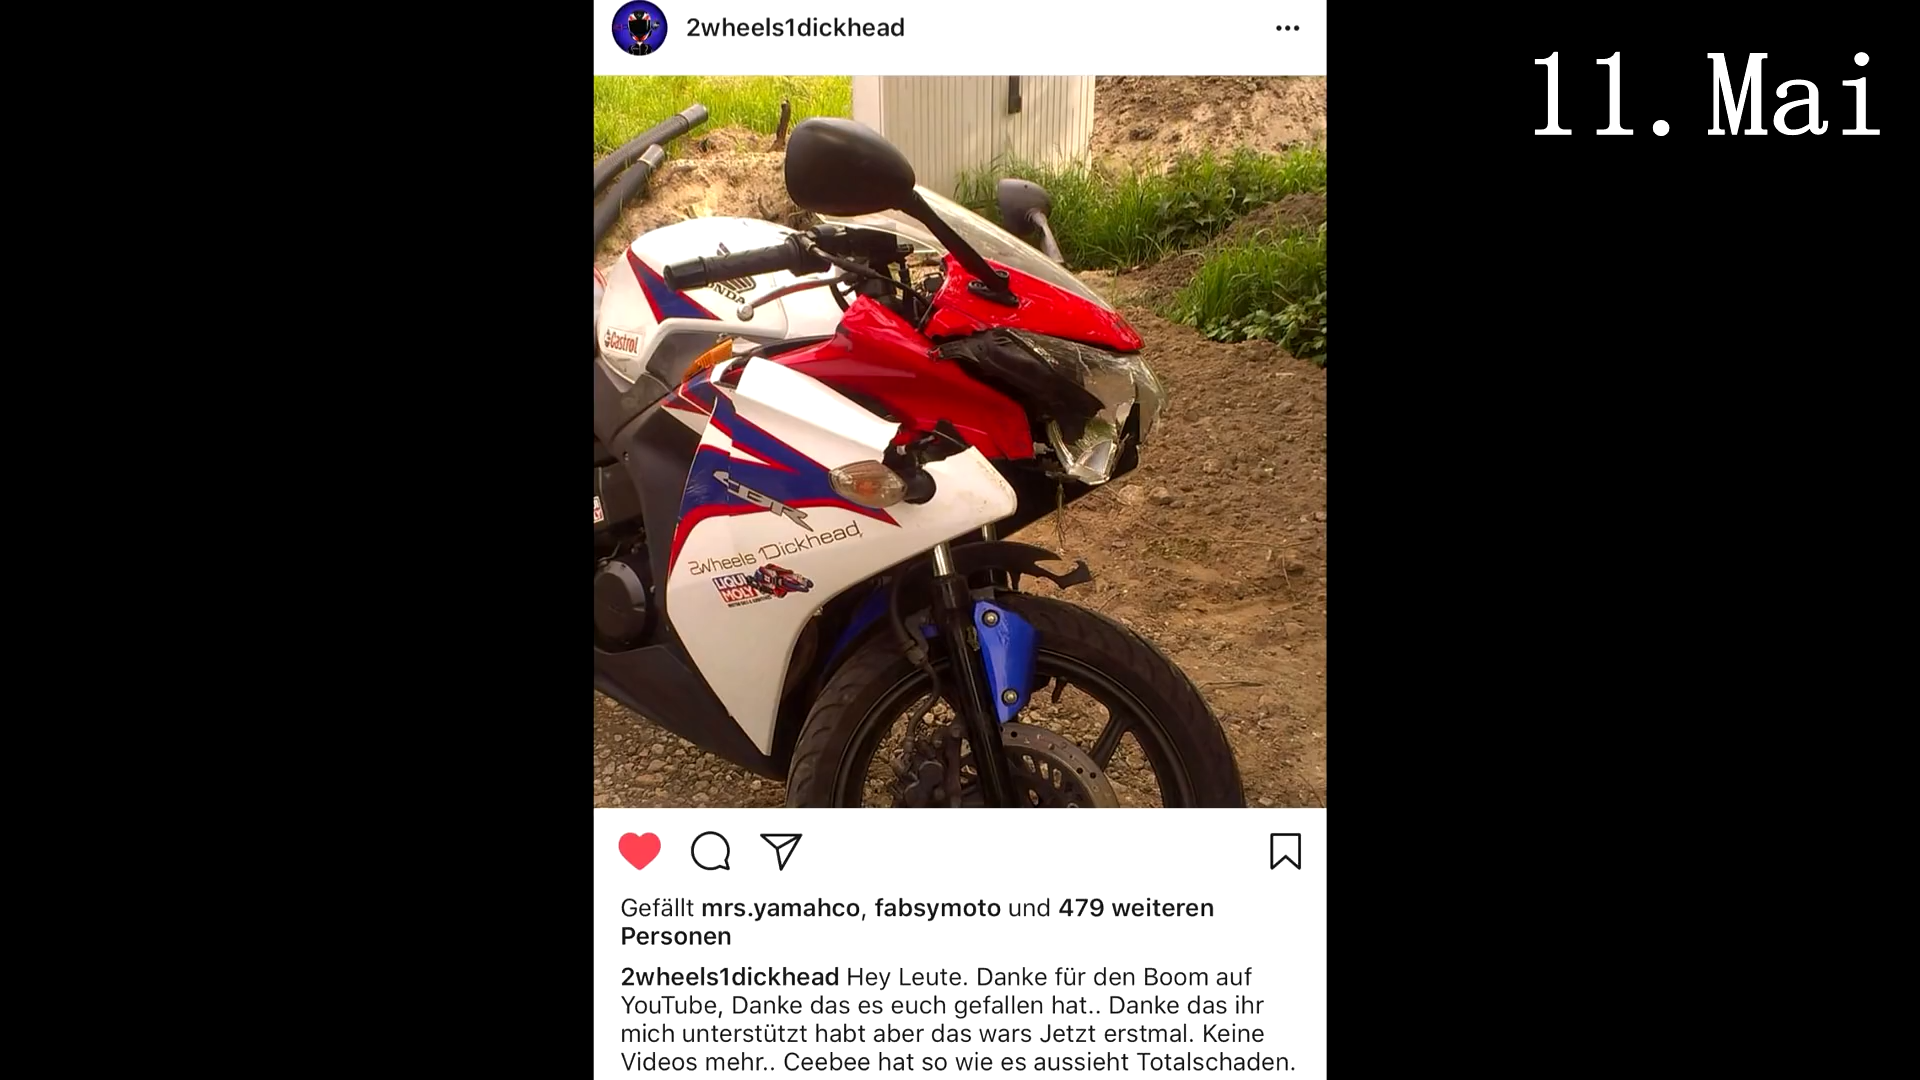 2wheels1dickhead
11.Mai
HONDA
Castrol
CBR
2Wheels1Dickhead
LIQUI
MOLY
Gefällt mrs.yamahco, fabsymoto und 479 weiteren
Personen
2wheels1dickhead Hey Leute. Danke für den Boom auf
YouTube, Danke das es euch gefallen hat.. Danke das ihr
mich unterstützt habt aber das wars Jetzt erstmal. Keine
Videos mehr.. Ceebee hat so wie es aussieht Totalschaden.